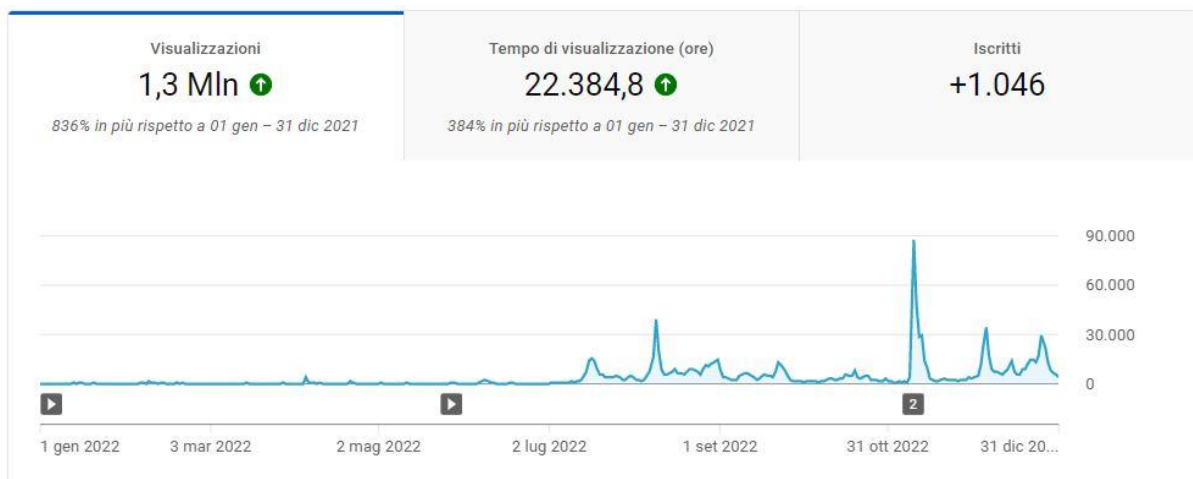 Visualizzazioni
1,3 Mln
836% in più rispetto a 01 gen – 31 dic 2021
Tempo di visualizzazione (ore)
22.384,8
384% in più rispetto a 01 gen – 31 dic 2021
Iscritti
+1.046
90.000
60.000
30.000
0
2
1 gen 2022
3 mar 2022
2 mag 2022
2 lug 2022
1 set 2022
31 ott 2022
31 dic 20...